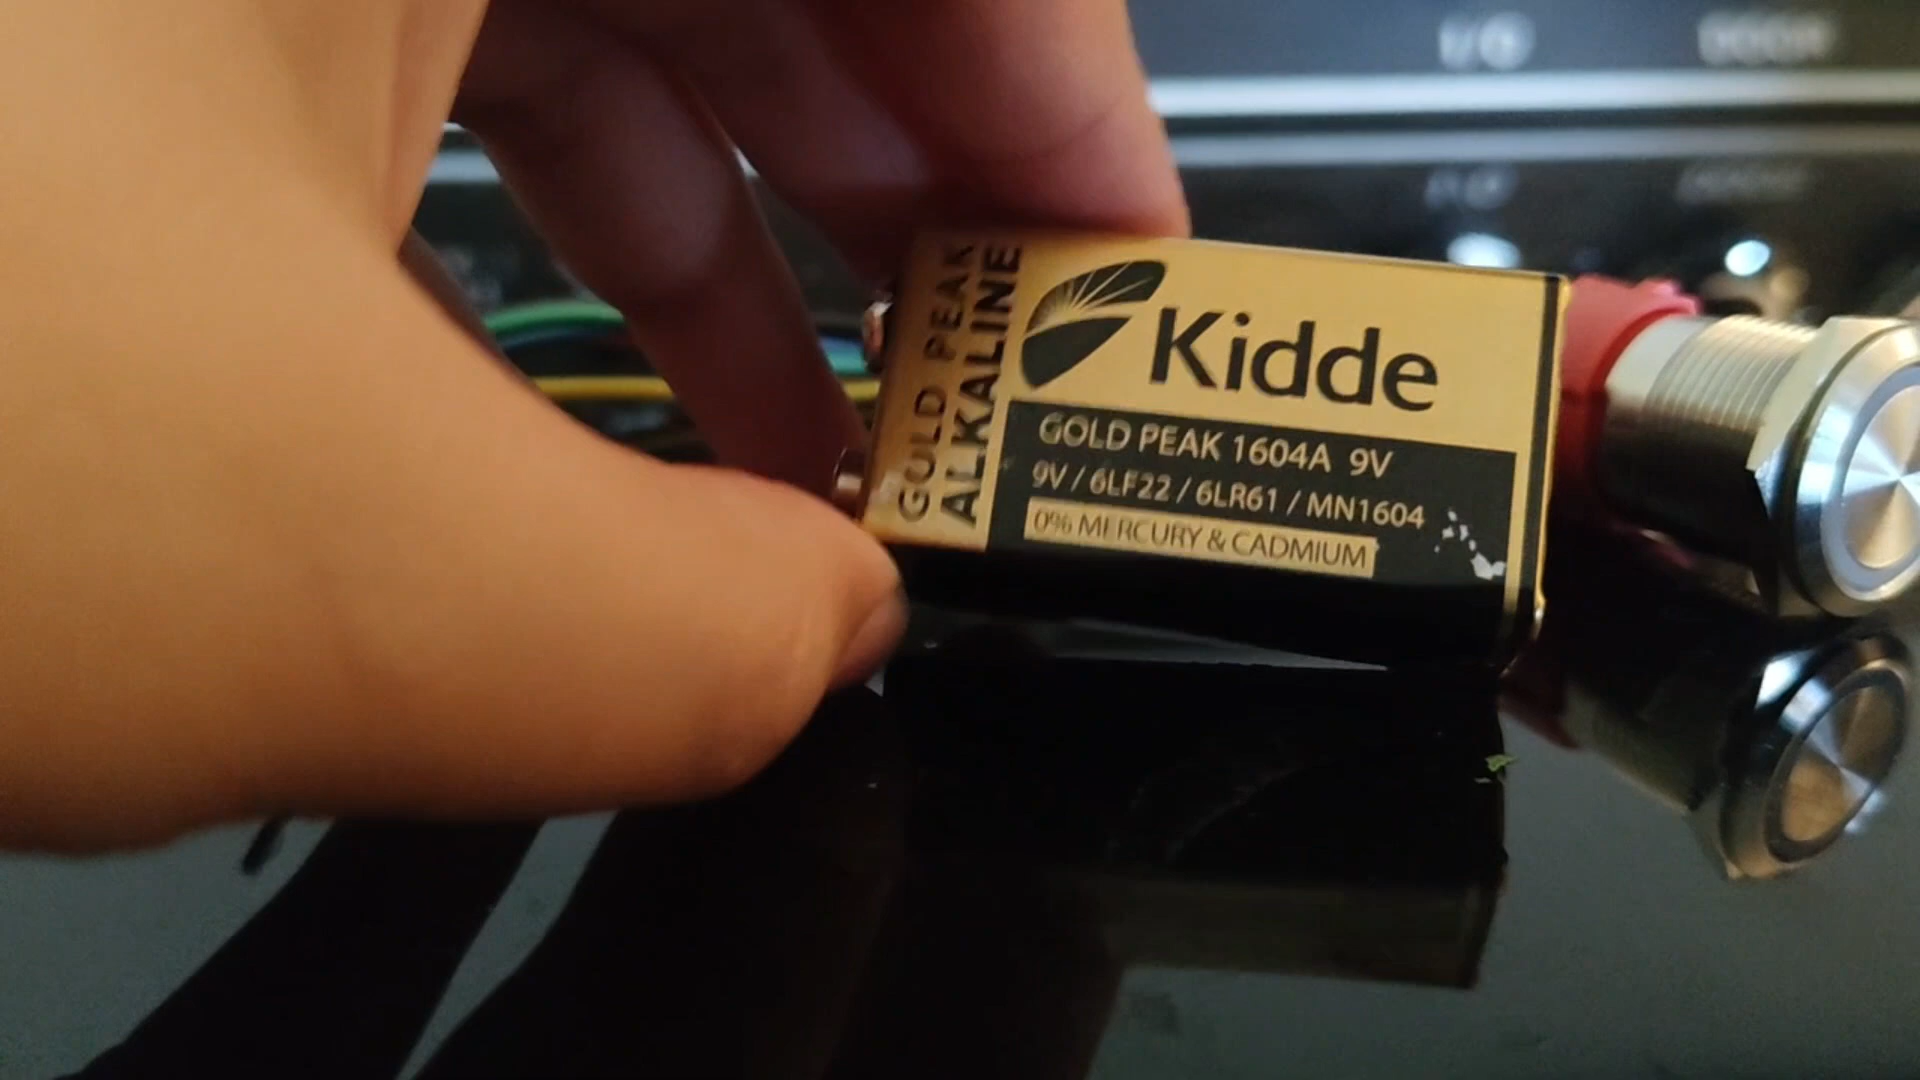 GOLD PEAK
ALKALINE
Kidde
GOLD PEAK 1604A 9V
9V / 6LF22 / 6LR61 / MN1604
0% MERCURY & CADMIUM